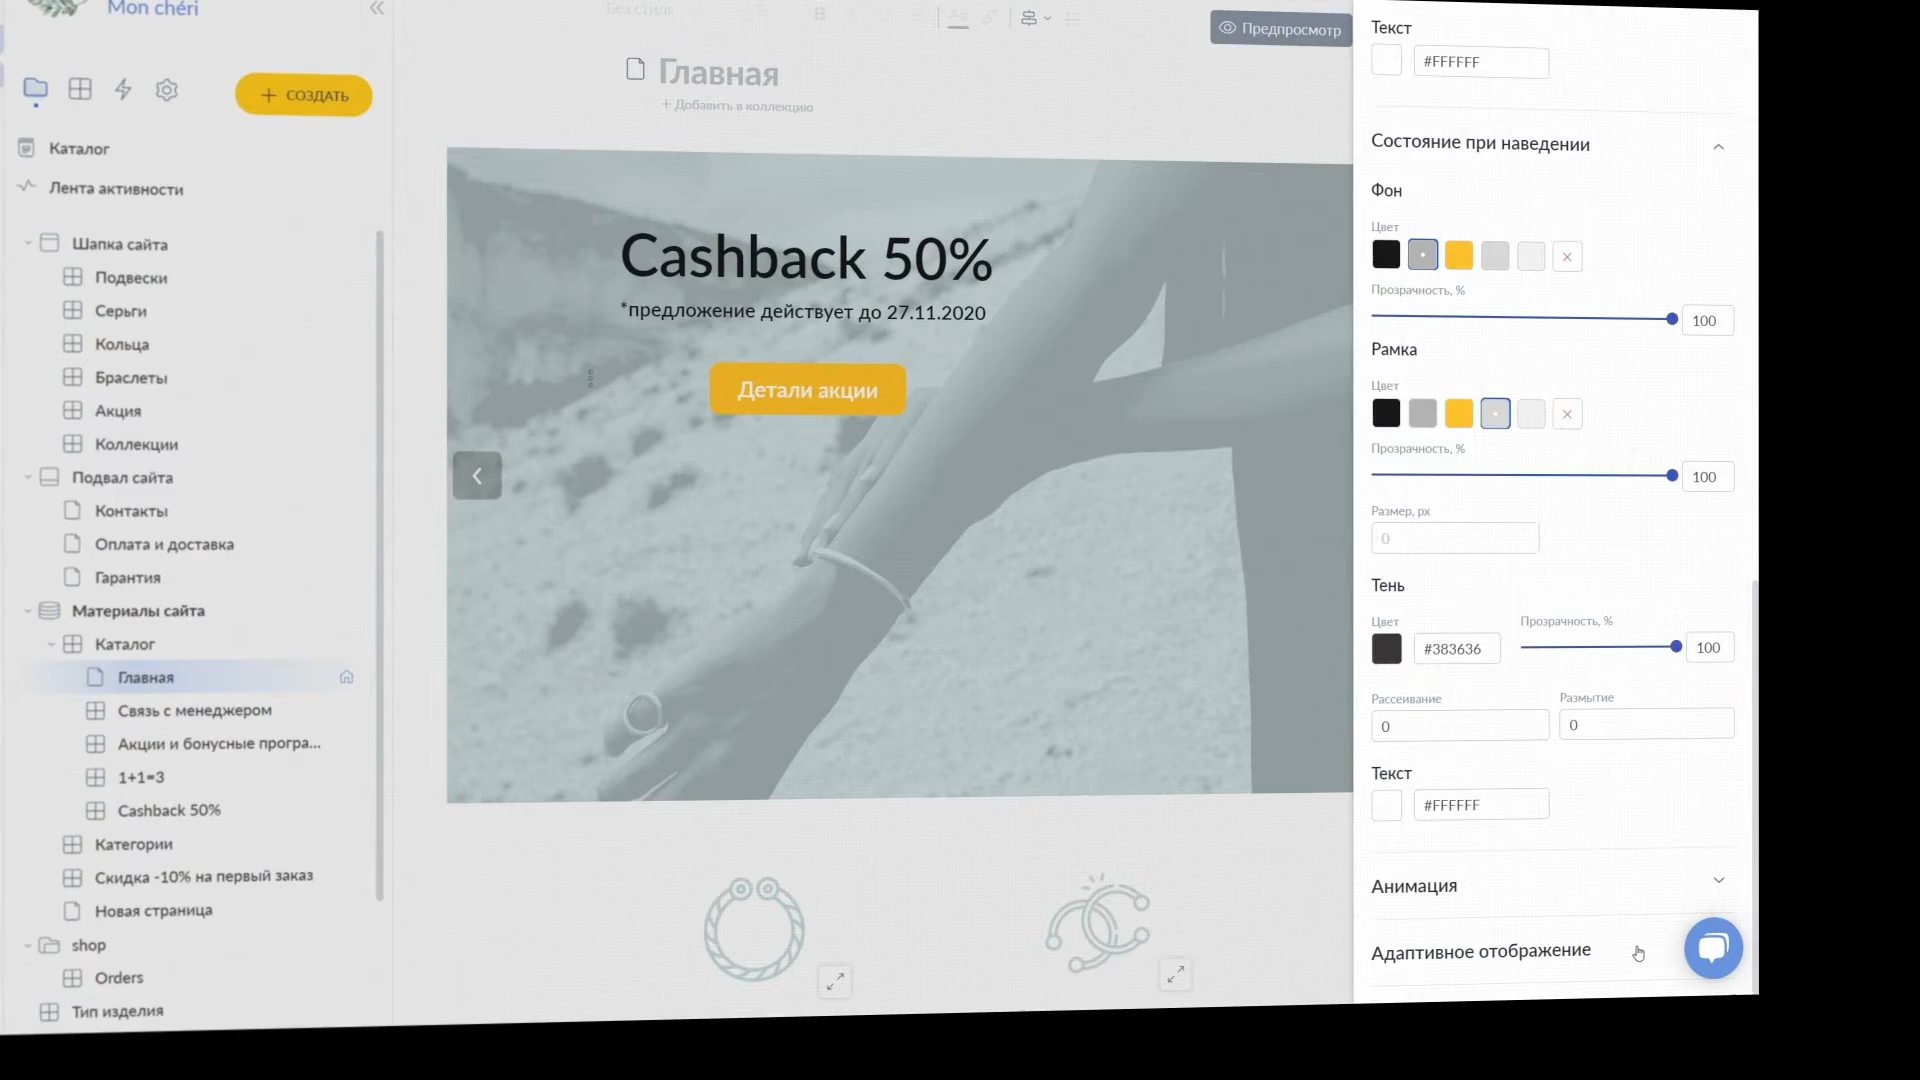 Mon chéri
СОЗДАТЬ
Каталог
Лента активности
Шапка сайта
Подвески
Серьги
Кольца
Браслеты
Акция
Коллекции
Подвал сайта
Контакты
Оплата и доставка
Гарантия
Материалы сайта
Каталог
Главная
Связь с менеджером
Акции и бонусные програ...
1+1=3
Cashback 50%
Категории
Скидка -10% на первый заказ
Новая страница
shop
Orders
Тип изделия
Без стиля
Предпросмотр
Главная
+ Добавить в коллекцию
Cashback 50%
*предложение действует до 27.11.2020
Детали акции
Текст
#FFFFFF
Состояние при наведении
Фон
Цвет
Прозрачность, %
100
Рамка
Цвет
Прозрачность, %
100
Размер, px
0
Тень
Цвет
Прозрачность, %
#383636
100
Рассеивание
Размытие
0
0
Текст
#FFFFFF
Анимация
Адаптивное отображение